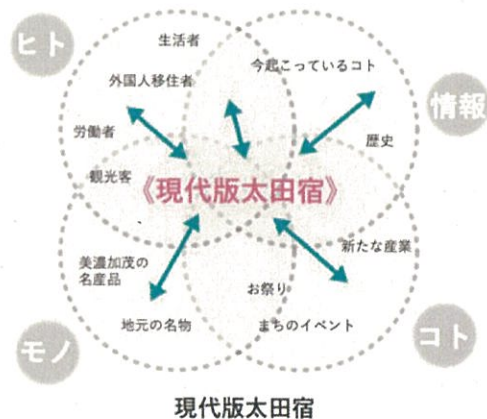 ヒト
生活者
外国人移住者
労働者
観光客
今起こっているコト
情報
歴史
《現代版太田宿》
美濃加茂の
名産品
地元の名物
モノ
新たな産業
お祭り
まちのイベント
コト
現代版太田宿